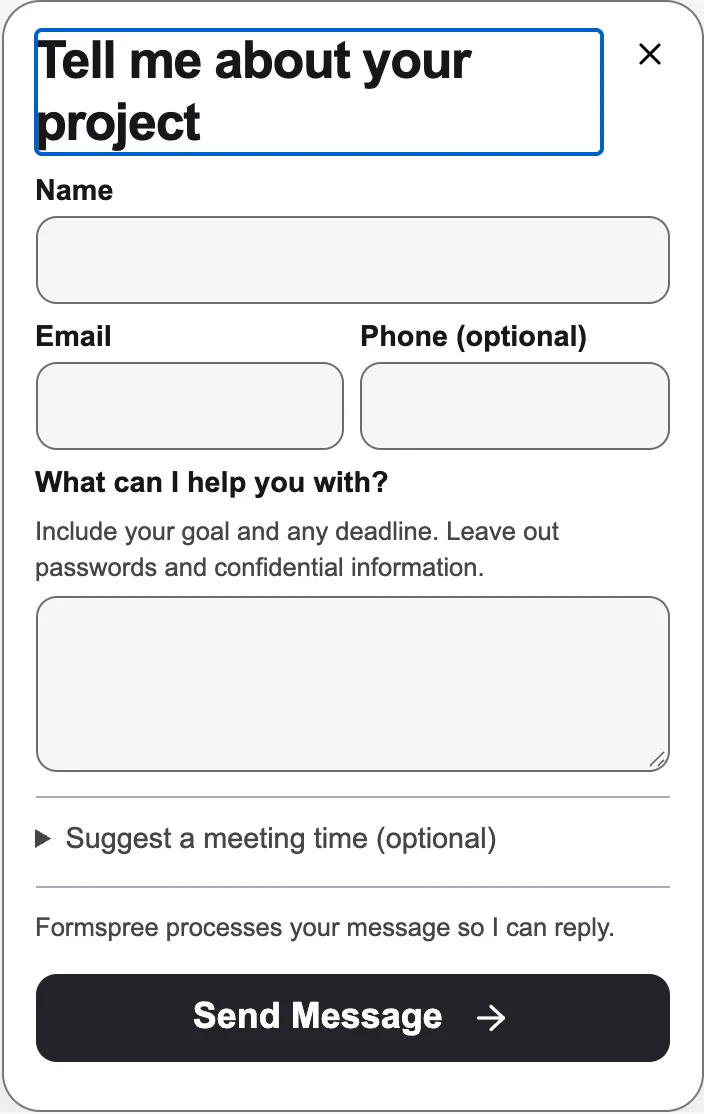 Tell me about your
project
Name
Email
Phone (optional)
What can I help you with?
Include your goal and any deadline. Leave out
passwords and confidential information.
Suggest a meeting time (optional)
Formspree processes your message so I can reply.
Send Message